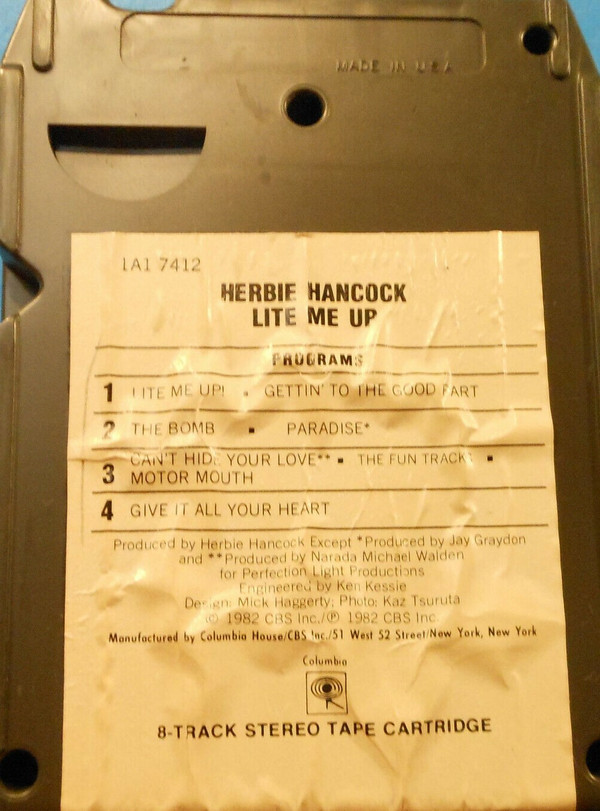 MADE IN U S A
1A1 7412
HERBIE HANCOCK
LITE ME UP
PROGRAMS
1 LITE ME UP! ▪ GETTIN' TO THE GOOD PART
2 THE BOMB ▪ PARADISE*
3 CAN'T HIDE YOUR LOVE** ▪ THE FUN TRACKS ▪
MOTOR MOUTH
4 GIVE IT ALL YOUR HEART
Produced by Herbie Hancock Except *Produced by Jay Graydon
and **Produced by Narada Michael Walden
for Perfection Light Productions
Engineered by Ken Kessie
Design: Mick Haggerty; Photo: Kaz Tsuruta
© 1982 CBS Inc./℗ 1982 CBS Inc
Manufactured by Columbia House/CBS Inc./51 West 52 Street/New York, New York
Columbia
8-TRACK STEREO TAPE CARTRIDGE